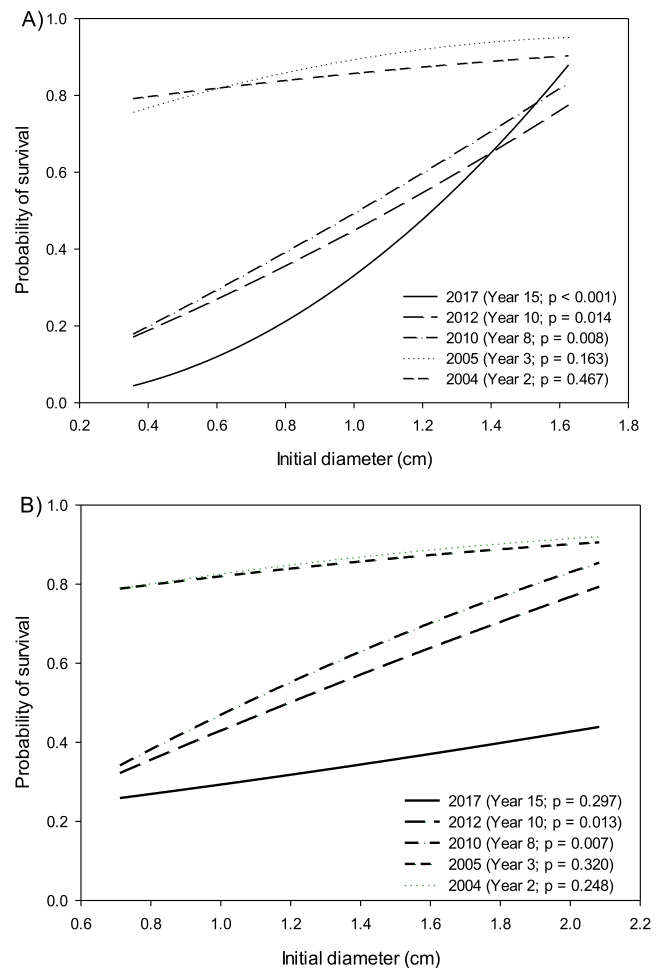 A)
1.0
0.8
0.6
0.4
0.2
0.0
Probability of survival
2017 (Year 15; p < 0.001)
2012 (Year 10; p = 0.014
2010 (Year 8; p = 0.008)
2005 (Year 3; p = 0.163)
2004 (Year 2; p = 0.467)
0.2 0.4 0.6 0.8 1.0 1.2 1.4 1.6 1.8
Initial diameter (cm)
B)
1.0
0.8
0.6
0.4
0.2
0.0
Probability of survival
2017 (Year 15; p = 0.297)
2012 (Year 10; p = 0.013)
2010 (Year 8; p = 0.007)
2005 (Year 3; p = 0.320)
2004 (Year 2; p = 0.248)
0.6 0.8 1.0 1.2 1.4 1.6 1.8 2.0 2.2
Initial diameter (cm)